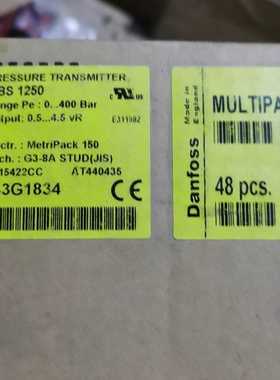 RESSURE TRANSMITTER
BS 1250
nge Pe : 0...400 Bar
tput: 0.5...4.5 vR
E311982
ctr. : MetriPack 150
ch. : G3-8A STUD(JIS)
15422CC AT440435
3G1834 CE
Danfoss
Made in
England
MULTIPA
48 pcs.